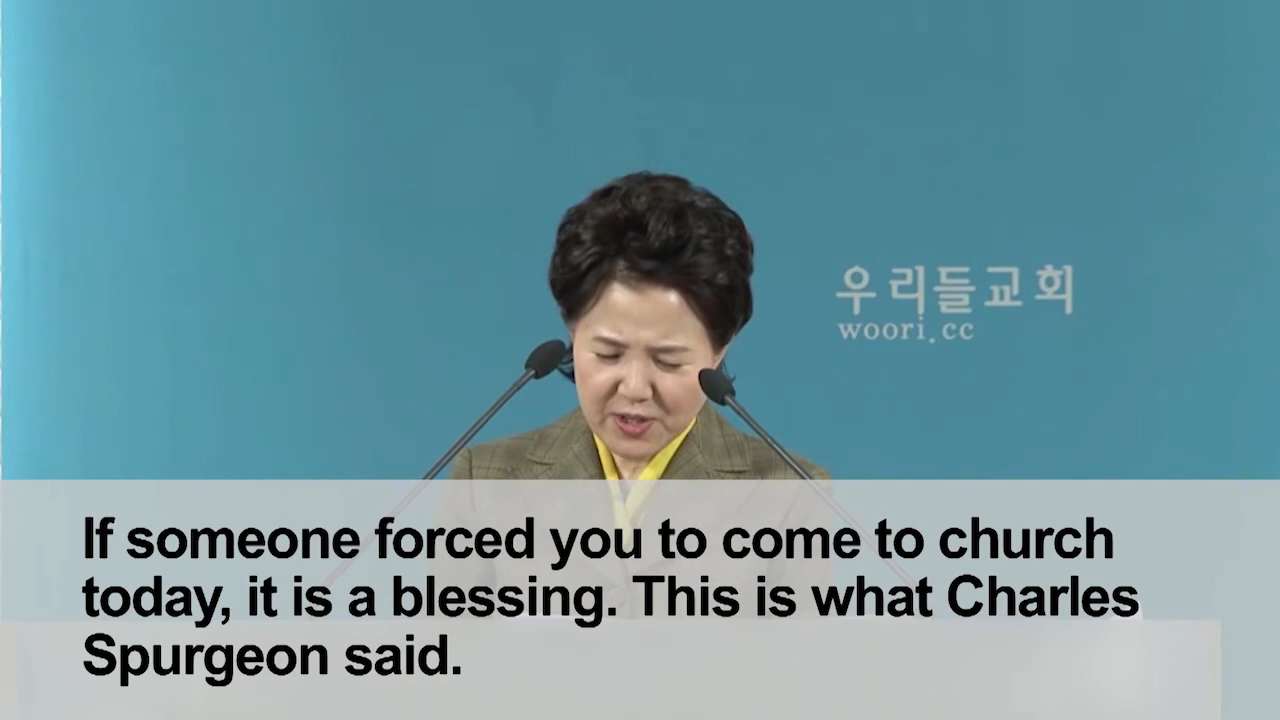 우리들교회
woori.cc
If someone forced you to come to church
today, it is a blessing. This is what Charles
Spurgeon said.